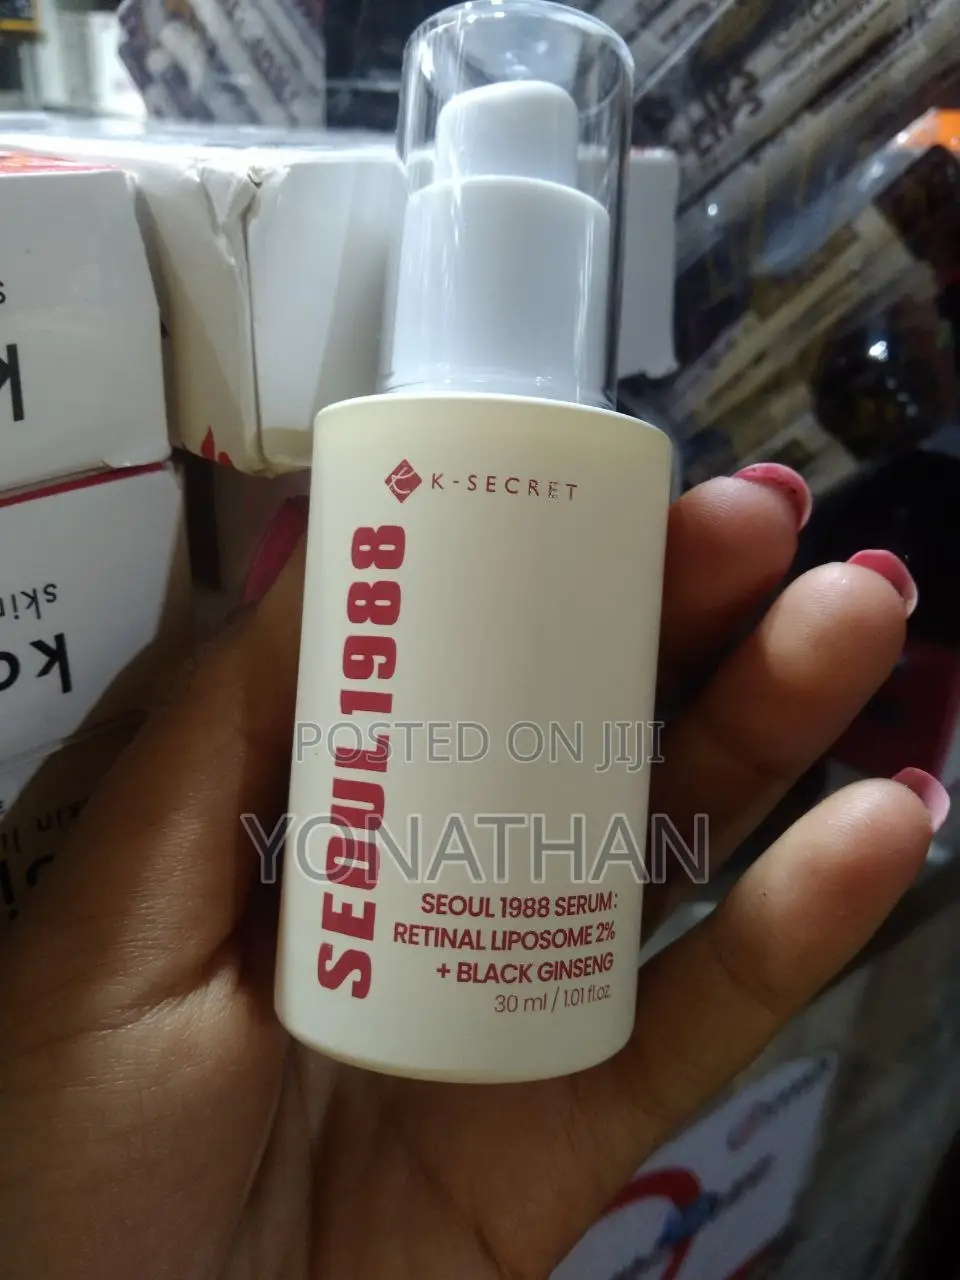 K-SECRET
SEOUL1988
SEOUL 1988 SERUM:
RETINAL LIPOSOME 2%
+ BLACK GINSENG
30 ml / 1.01 fl.oz.
POSTED ON JIJI
YONATHAN
LIPS